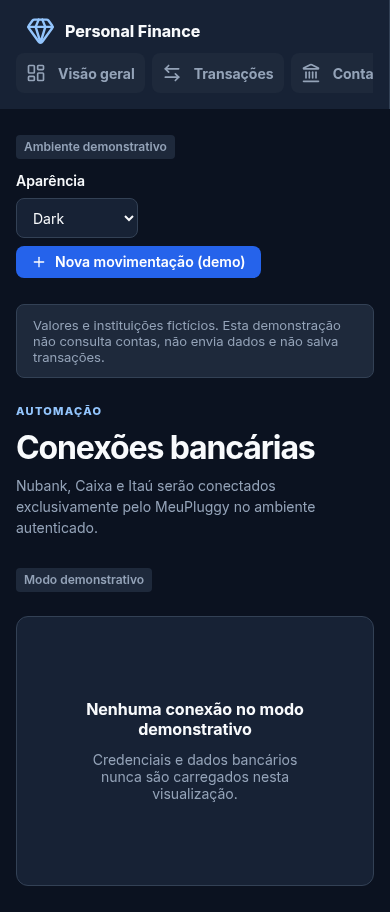 Personal Finance
Visão geral
Transações
Conta
Ambiente demonstrativo
Aparência
Dark
Nova movimentação (demo)
Valores e instituições fictícios. Esta demonstração
não consulta contas, não envia dados e não salva
transações.
AUTOMAÇÃO
Conexões bancárias
Nubank, Caixa e Itaú serão conectados
exclusivamente pelo MeuPluggy no ambiente
autenticado.
Modo demonstrativo
Nenhuma conexão no modo
demonstrativo
Credenciais e dados bancários
nunca são carregados nesta
visualização.